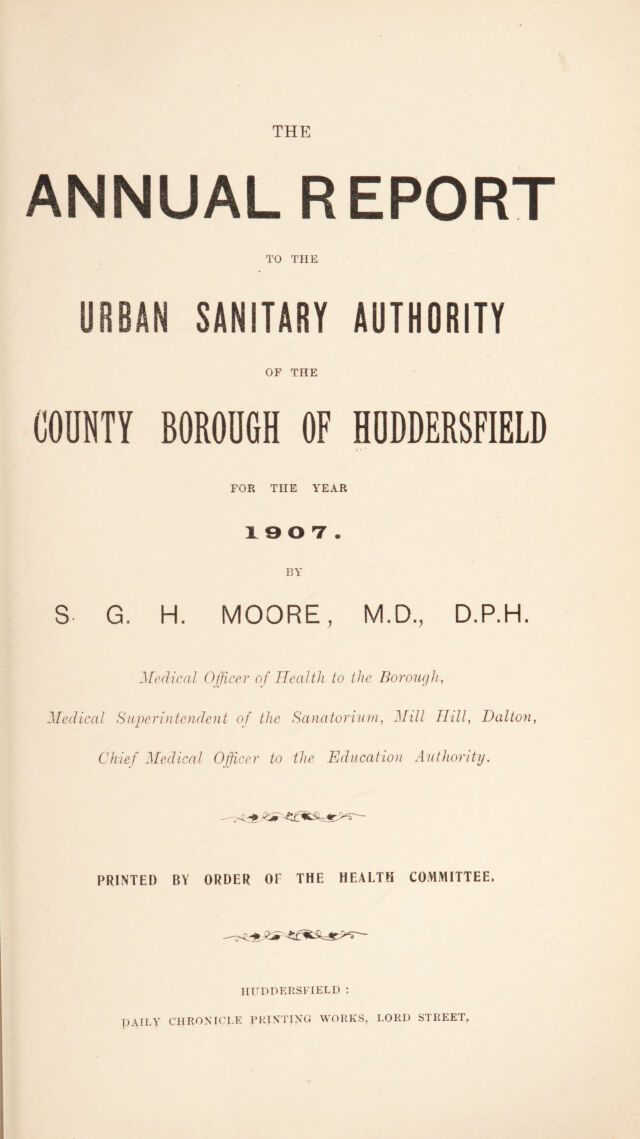 THE
ANNUAL REPORT
TO THE
URBAN SANITARY AUTHORITY
OF THE
COUNTY BOROUGH OF HUDDERSFIELD
FOR THE YEAR
1907.
BY
S. G. H. MOORE, M.D., D.P.H.
Medical Officer of Health to the Borough,
Medical Superintendent of the Sanatorium, Mill Hill, Dalton,
Chief Medical Officer to the Education Authority.
PRINTED BY ORDER OF THE HEALTH COMMITTEE.
HUDDERSFIELD:
DAILY CHRONICLE PRINTING WORKS, LORD STREET,